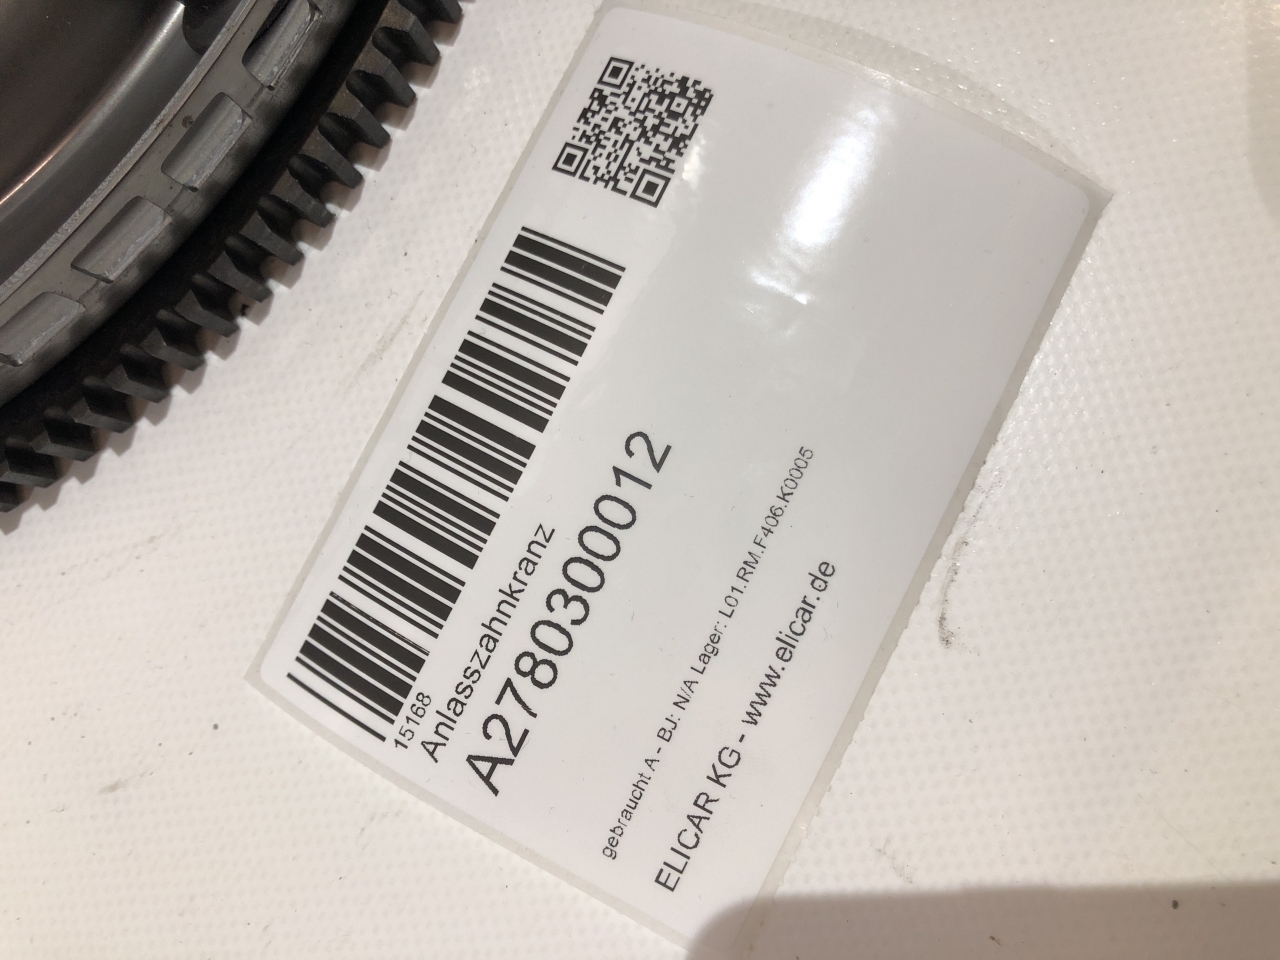 15168
Anlasszahnkranz
A2780300012
gebraucht A - BJ: N/A Lager: L01.RM.F406.K0005
ELICAR KG - www.elicar.de